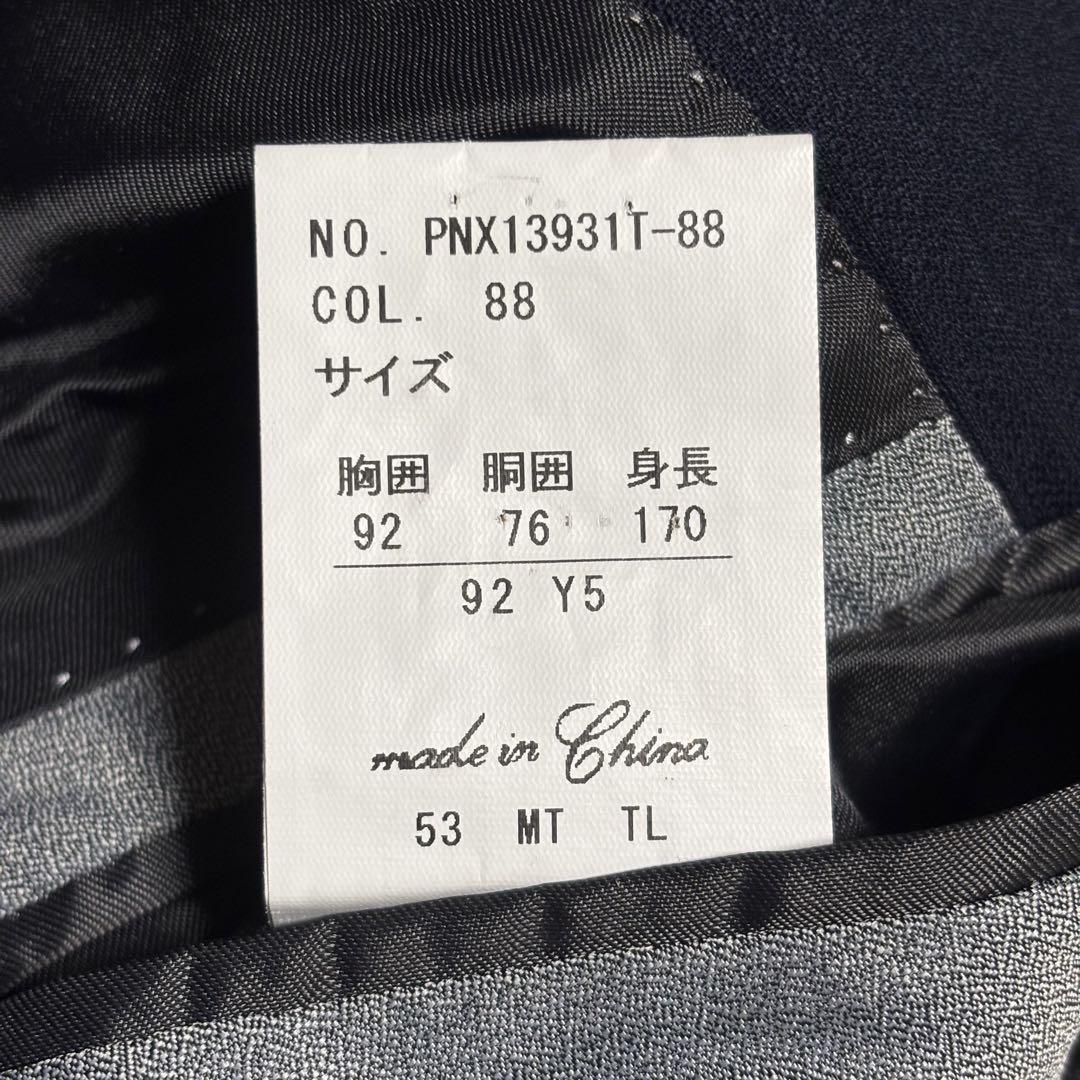 NO. PNX13931T-88
COL. 88
サイズ
胸囲 胴囲 身長
92 76 170
92 Y5
made in China
53 MT TL